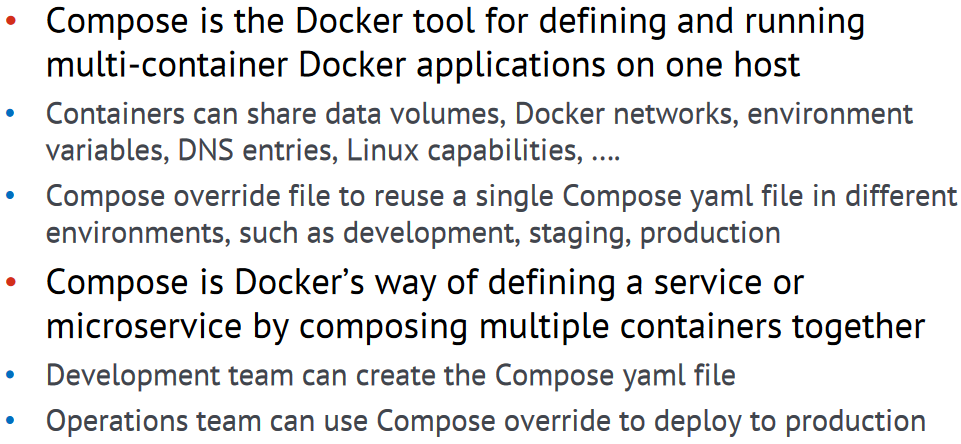 • Compose is the Docker tool for defining and running
multi-container Docker applications on one host
• Containers can share data volumes, Docker networks, environment
variables, DNS entries, Linux capabilities, ….
• Compose override file to reuse a single Compose yaml file in different
environments, such as development, staging, production
• Compose is Docker’s way of defining a service or
microservice by composing multiple containers together
• Development team can create the Compose yaml file
• Operations team can use Compose override to deploy to production